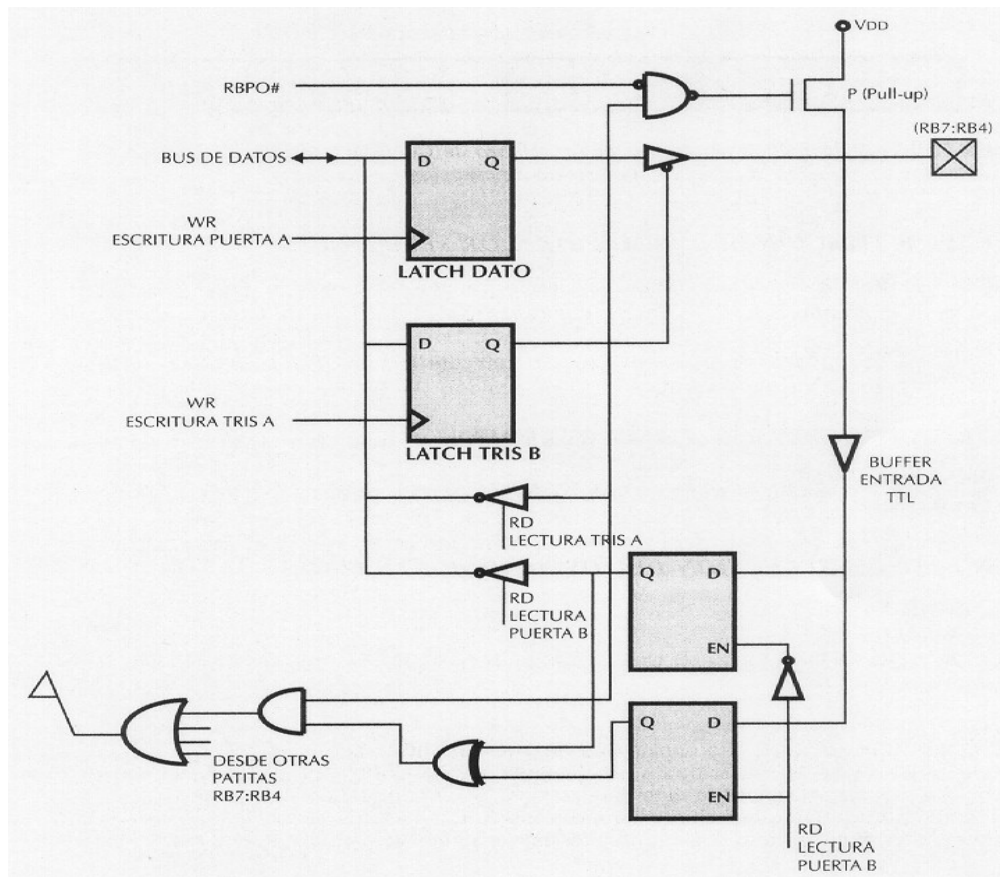 VDD
RBPO#
P (Pull-up)
(RB7:RB4)
BUS DE DATOS
D
Q
WR
ESCRITURA PUERTA A
LATCH DATO
D
Q
WR
ESCRITURA TRIS A
LATCH TRIS B
BUFFER
ENTRADA
TTL
RD
LECTURA TRIS A
RD
LECTURA
PUERTA B
Q
D
EN
Q
D
EN
DESDE OTRAS
PATITAS
RB7:RB4
RD
LECTURA
PUERTA B